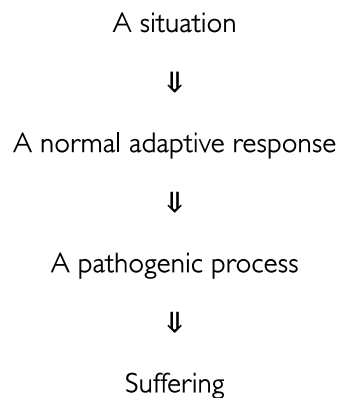 A situation
⇓
A normal adaptive response
⇓
A pathogenic process
⇓
Suffering